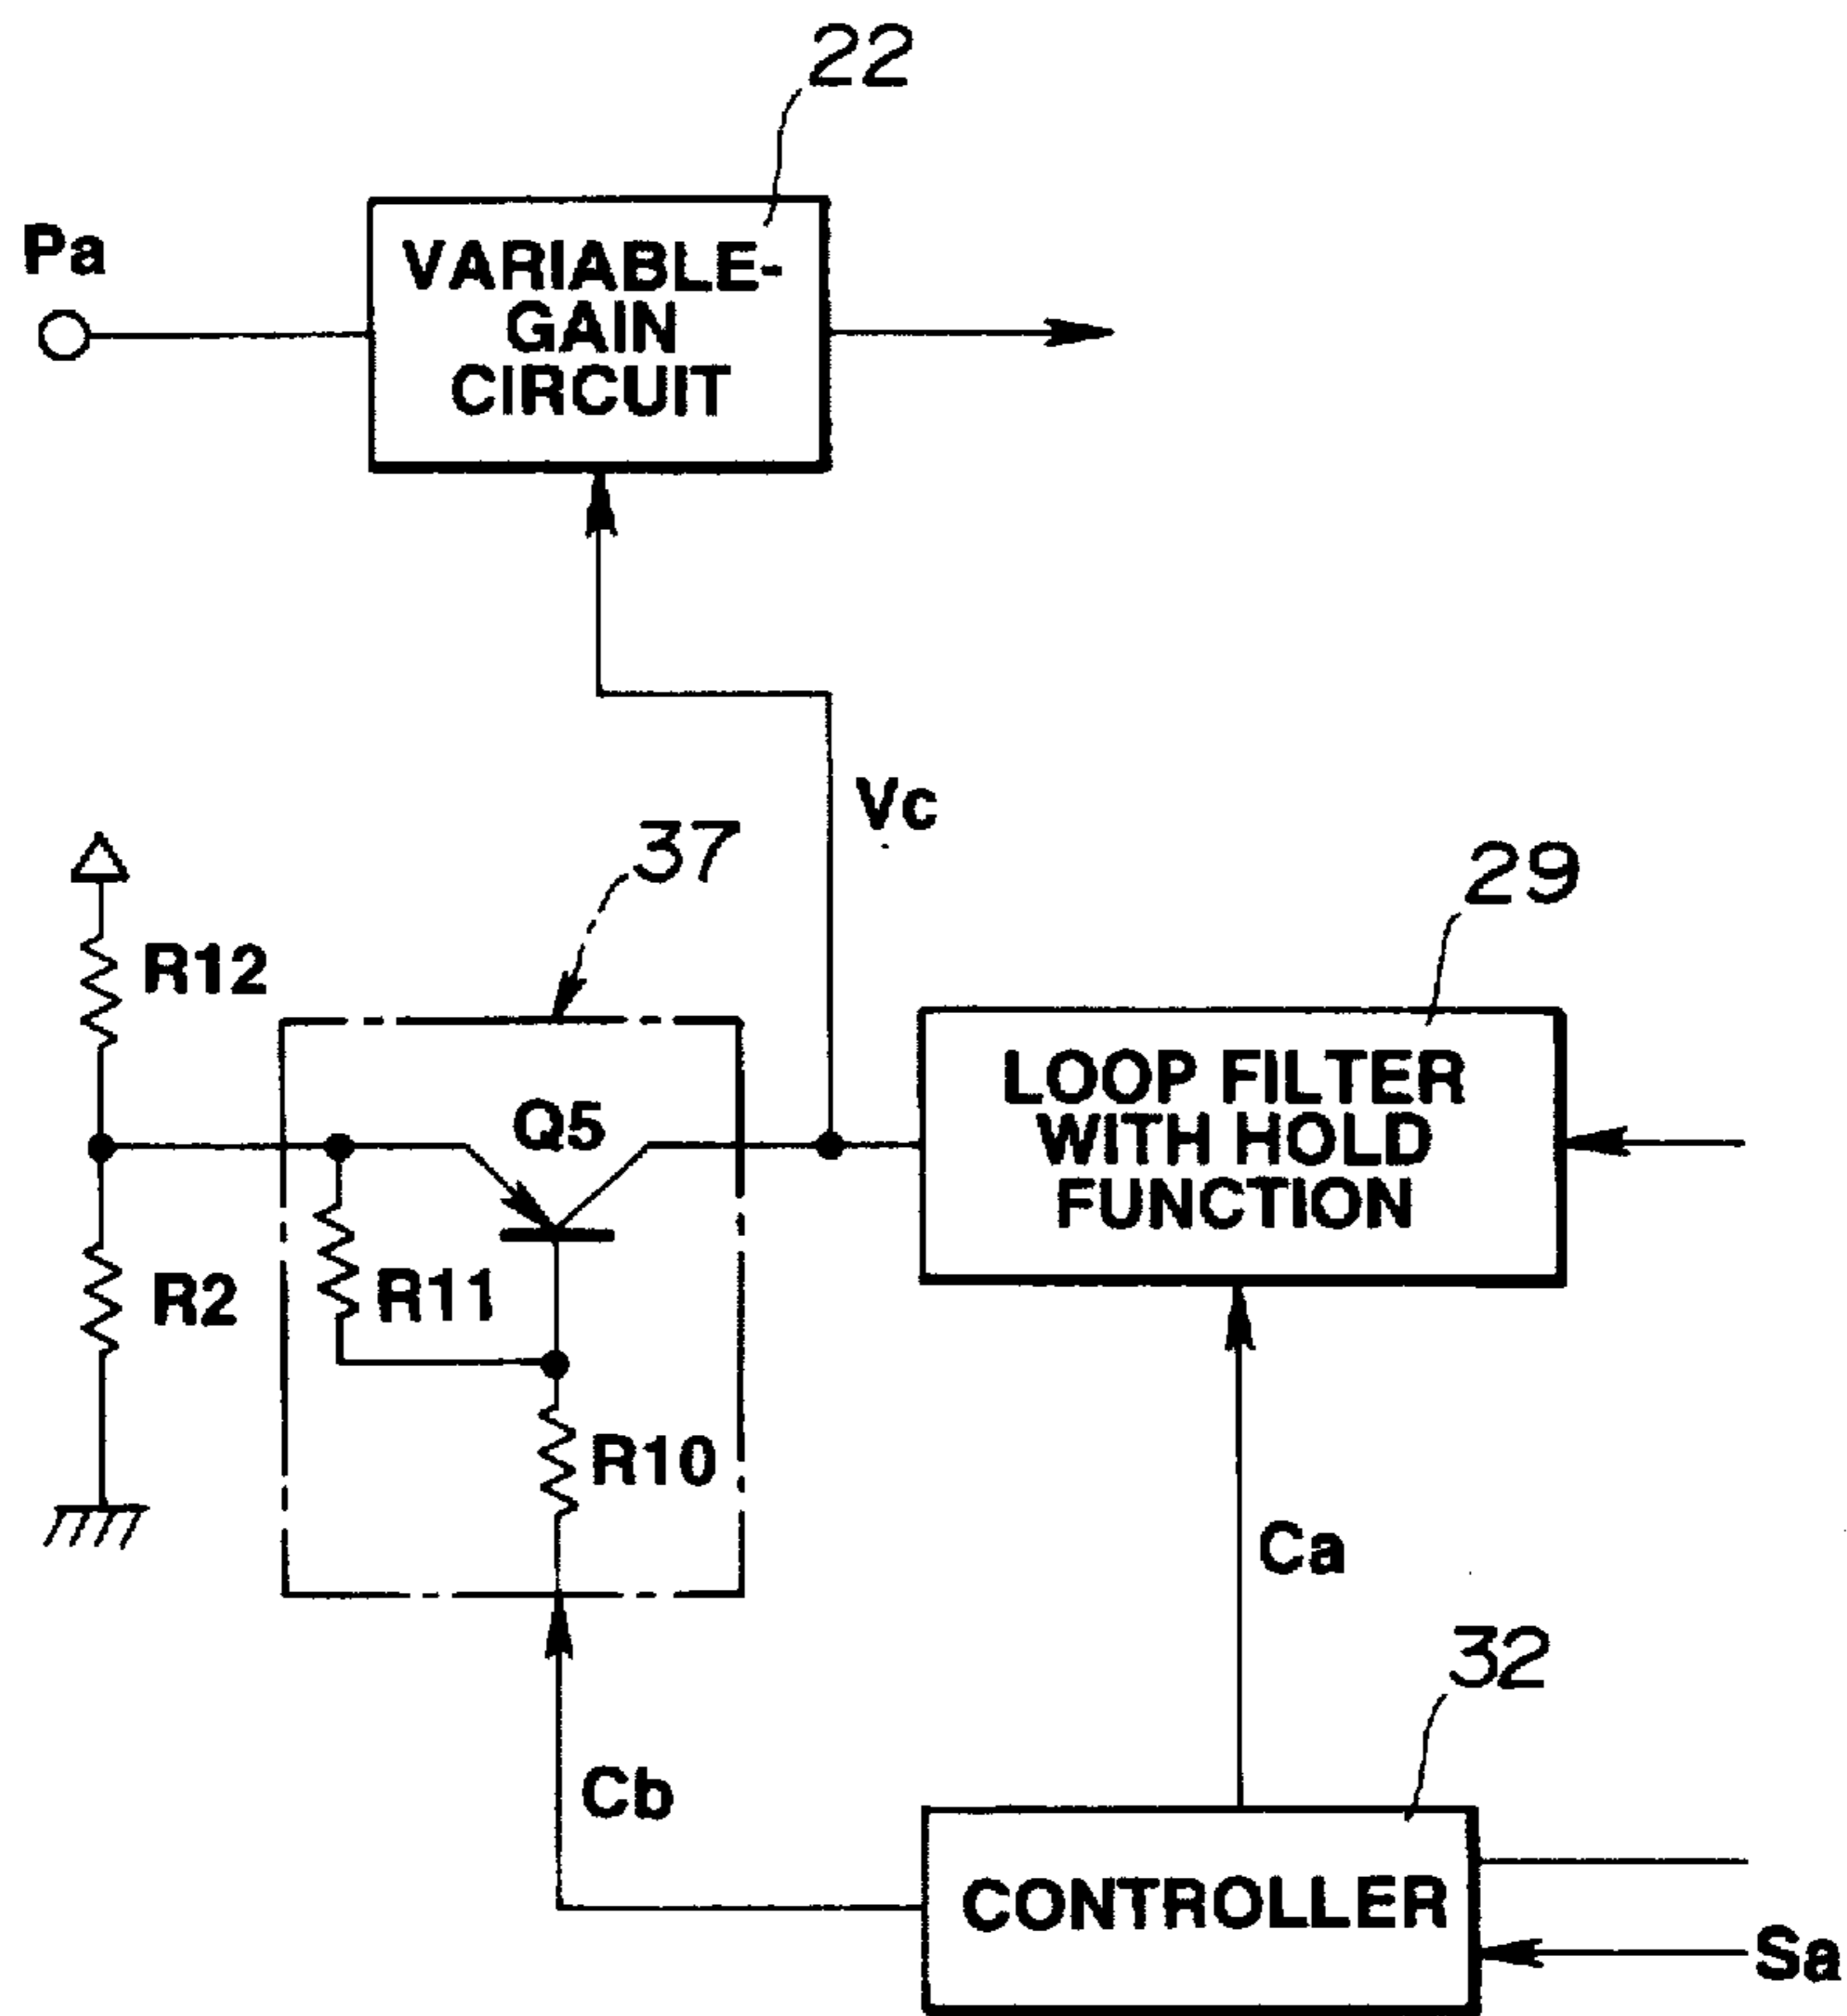 22
Pa
VARIABLE-
GAIN
CIRCUIT
Vc
37
29
R12
LOOP FILTER
WITH HOLD
FUNCTION
Q5
R2
R11
R10
Ca
32
Cb
CONTROLLER
Sa